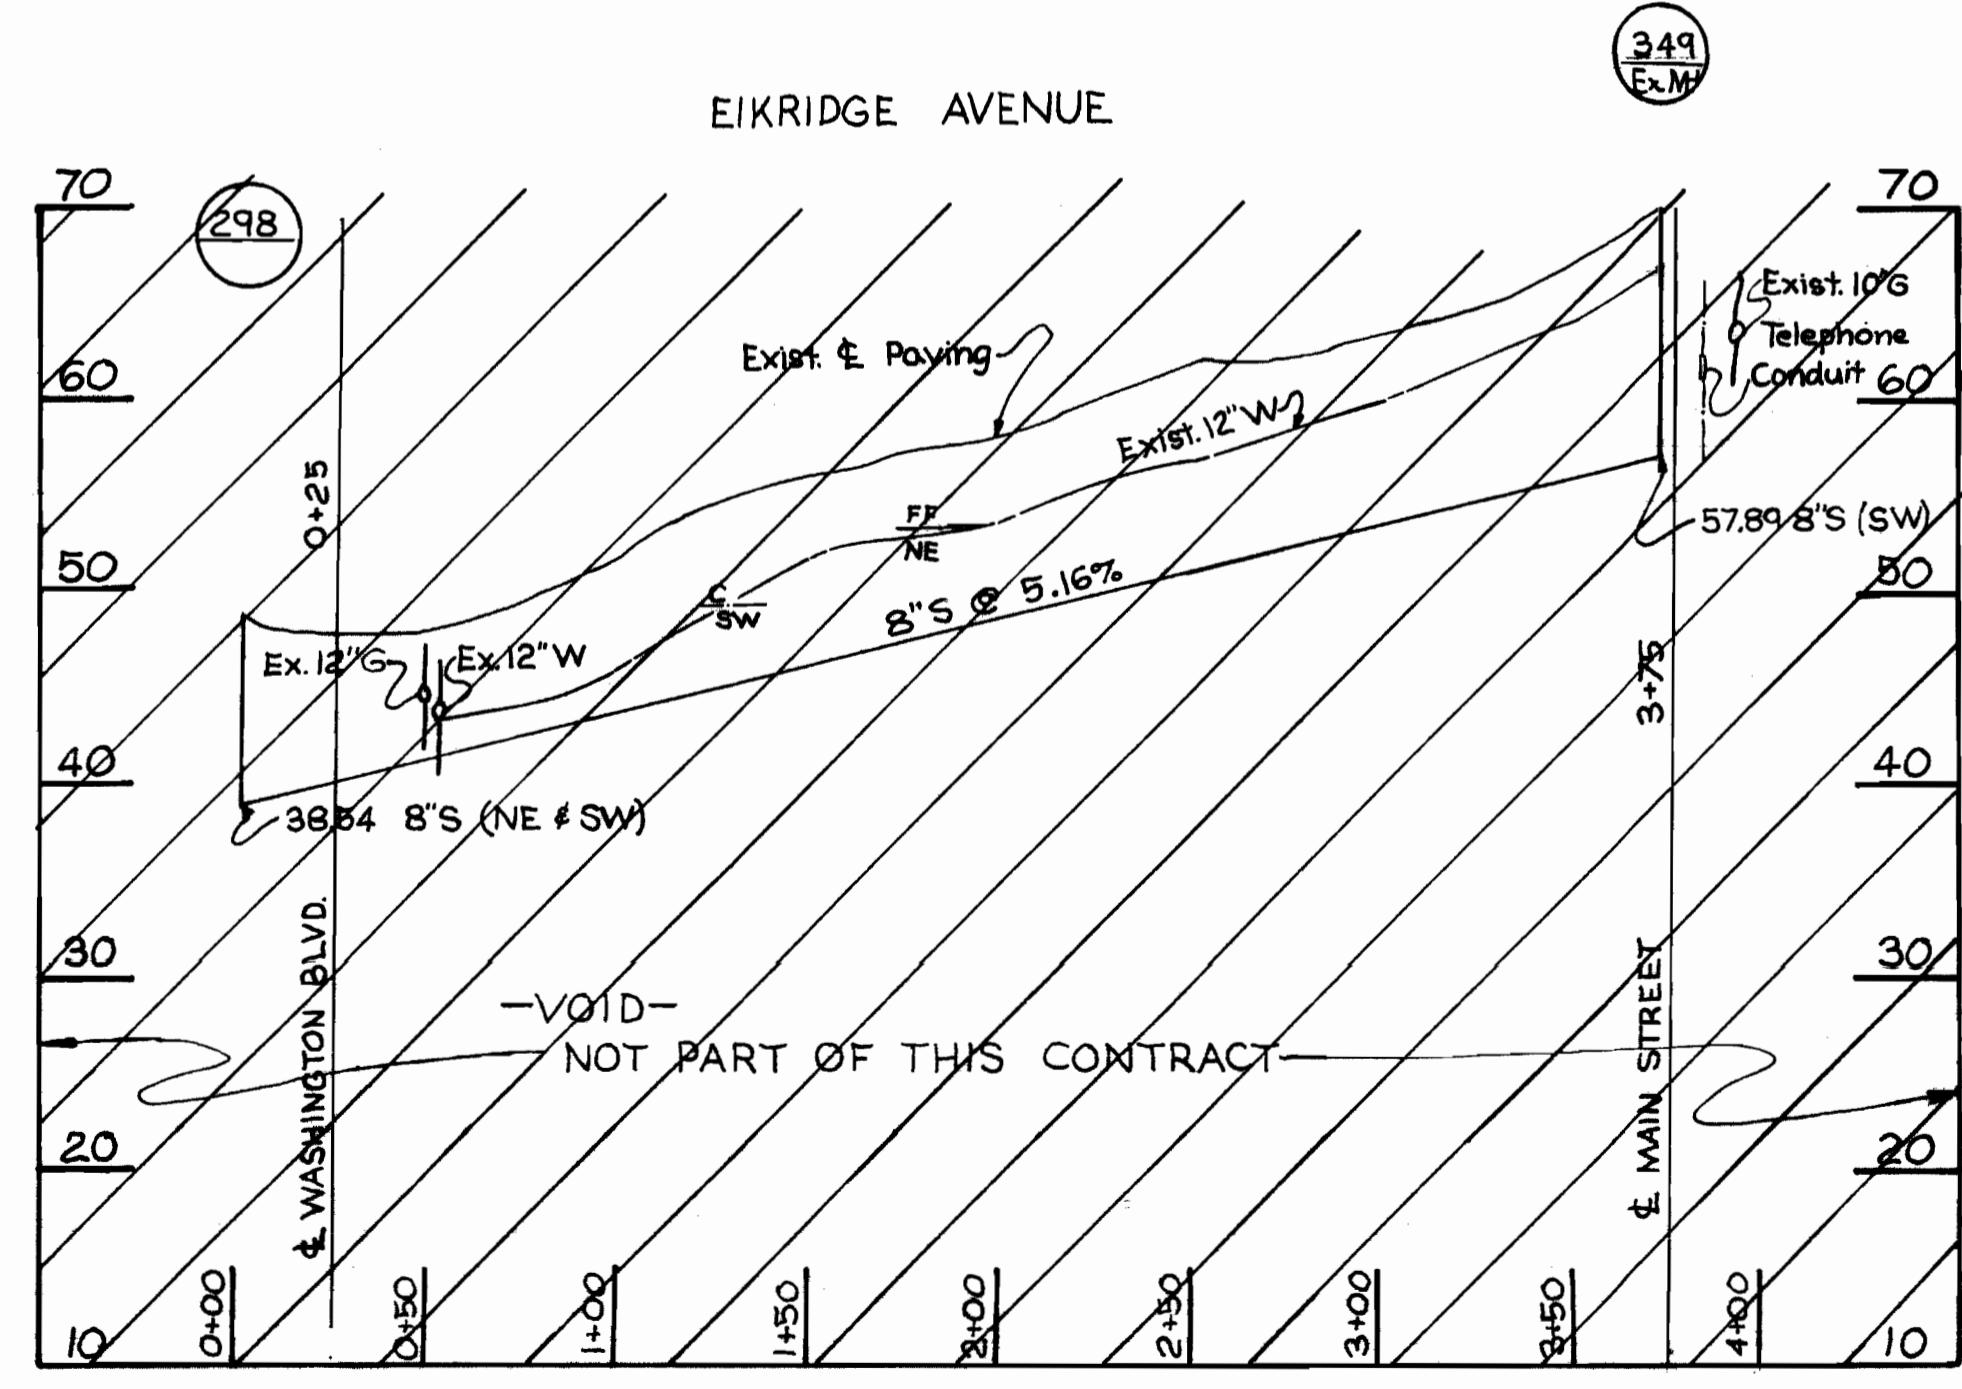 349
Ex MH
EIKRIDGE AVENUE
70
70
298
Exist. 10"G
Telephone
Conduit
Exist. ℄ Paving
60
60
Exist. 12"W
0+25
FF
NE
57.89 8"S (SW)
50
50
8"S @ 5.16%
C
SW
Ex. 12"G
Ex. 12"W
3+75
40
40
38.54 8"S (NE & SW)
30
30
℄ WASHINGTON BLVD.
℄ MAIN STREET
-VOID-
NOT PART OF THIS CONTRACT
20
20
0+00
0+50
1+00
1+50
2+00
2+50
3+00
3+50
4+00
10
10